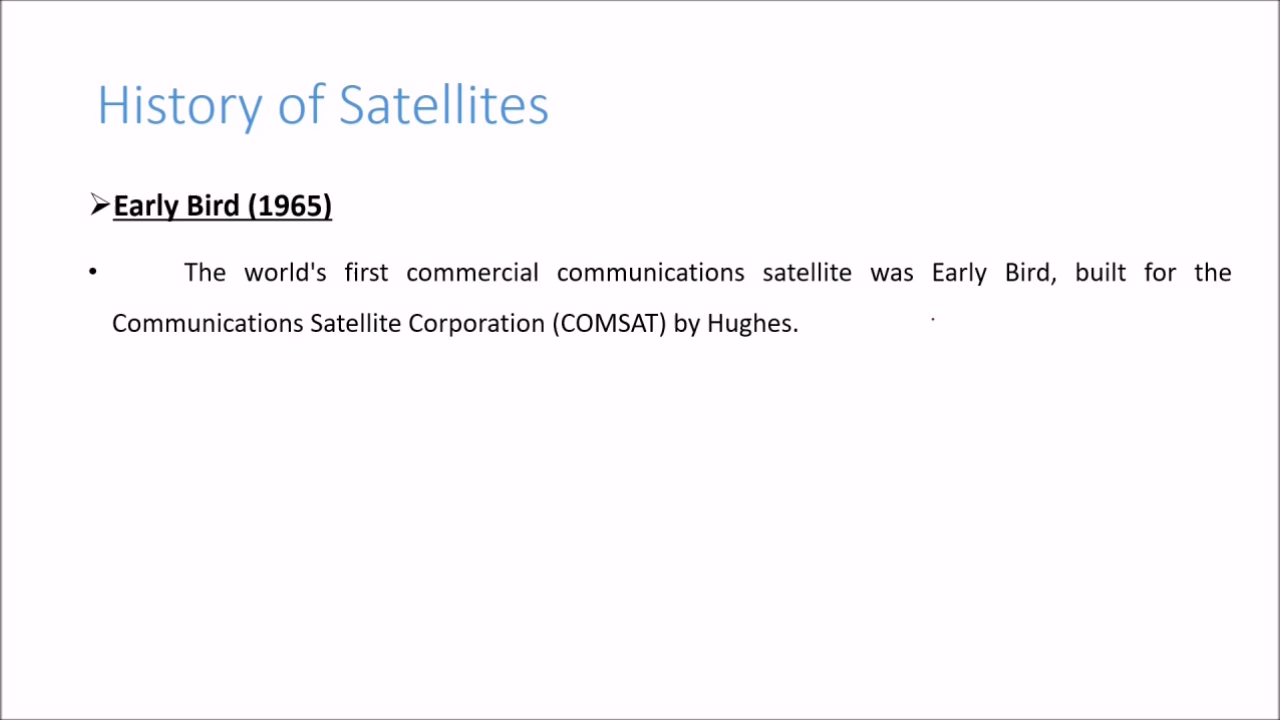 History of Satellites
➢Early Bird (1965)
• The world's first commercial communications satellite was Early Bird, built for the
Communications Satellite Corporation (COMSAT) by Hughes.